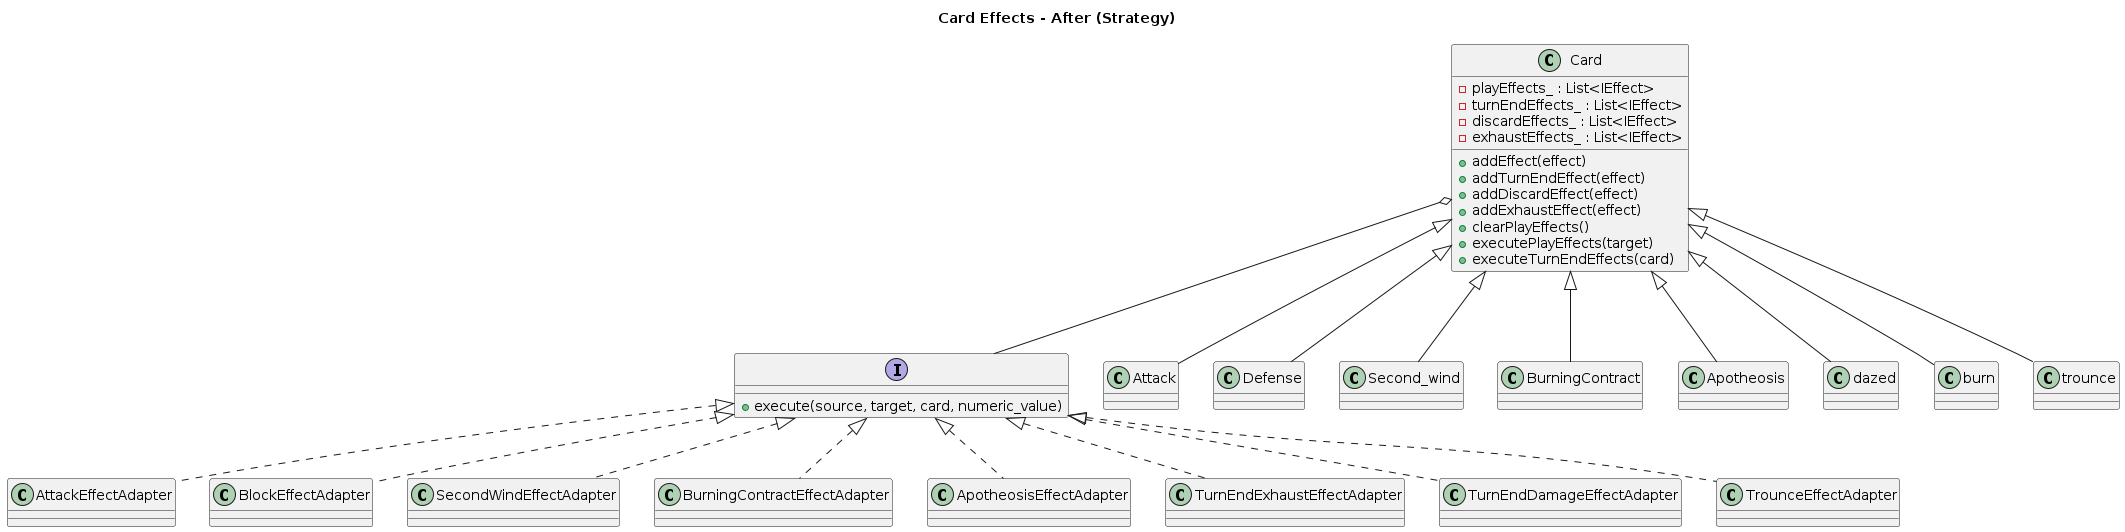 Card Effects - After (Strategy)
C Card
playEffects_ : List<IEffect>
turnEndEffects_ : List<IEffect>
discardEffects_ : List<IEffect>
exhaustEffects_ : List<IEffect>
addEffect(effect)
addTurnEndEffect(effect)
addDiscardEffect(effect)
addExhaustEffect(effect)
clearPlayEffects()
executePlayEffects(target)
executeTurnEndEffects(card)
I
execute(source, target, card, numeric_value)
C Attack
C Defense
C Second_wind
C BurningContract
C Apotheosis
C dazed
C burn
C trounce
C AttackEffectAdapter
C BlockEffectAdapter
C SecondWindEffectAdapter
C BurningContractEffectAdapter
C ApotheosisEffectAdapter
C TurnEndExhaustEffectAdapter
C TurnEndDamageEffectAdapter
C TrounceEffectAdapter